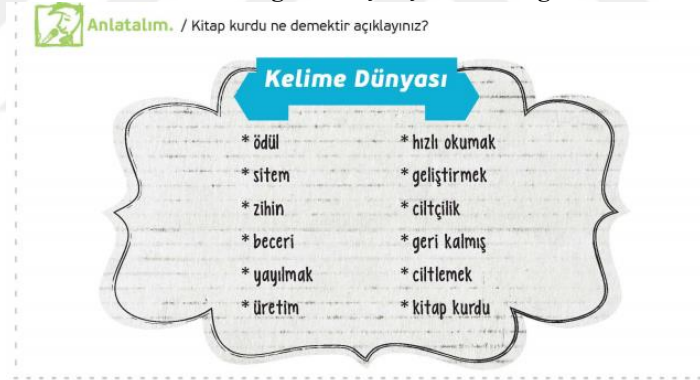 Anlatalım. / Kitap kurdu ne demektir açıklayınız?
Kelime Dünyası
* ödül
* sitem
* zihin
* beceri
* yayılmak
* üretim
* hızlı okumak
* geliştirmek
* ciltçilik
* geri kalmış
* ciltlemek
* kitap kurdu